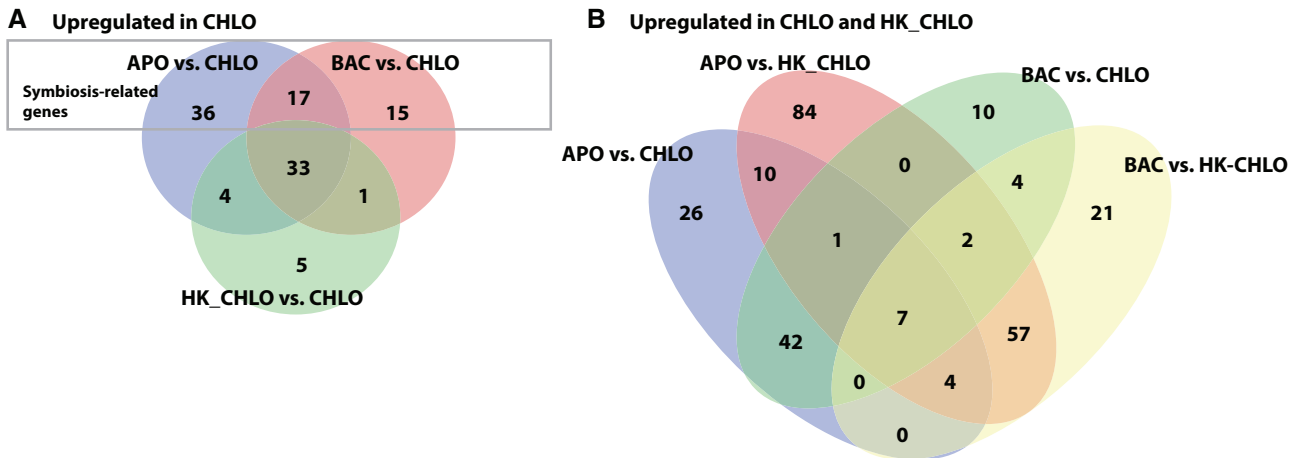 A Upregulated in CHLO
APO vs. CHLO
BAC vs. CHLO
Symbiosis-related
genes
36
17
15
33
4
1
5
HK_CHLO vs. CHLO
B Upregulated in CHLO and HK_CHLO
APO vs. HK_CHLO
BAC vs. CHLO
APO vs. CHLO
BAC vs. HK-CHLO
84
10
10
0
4
26
21
1
2
7
42
57
0
4
0